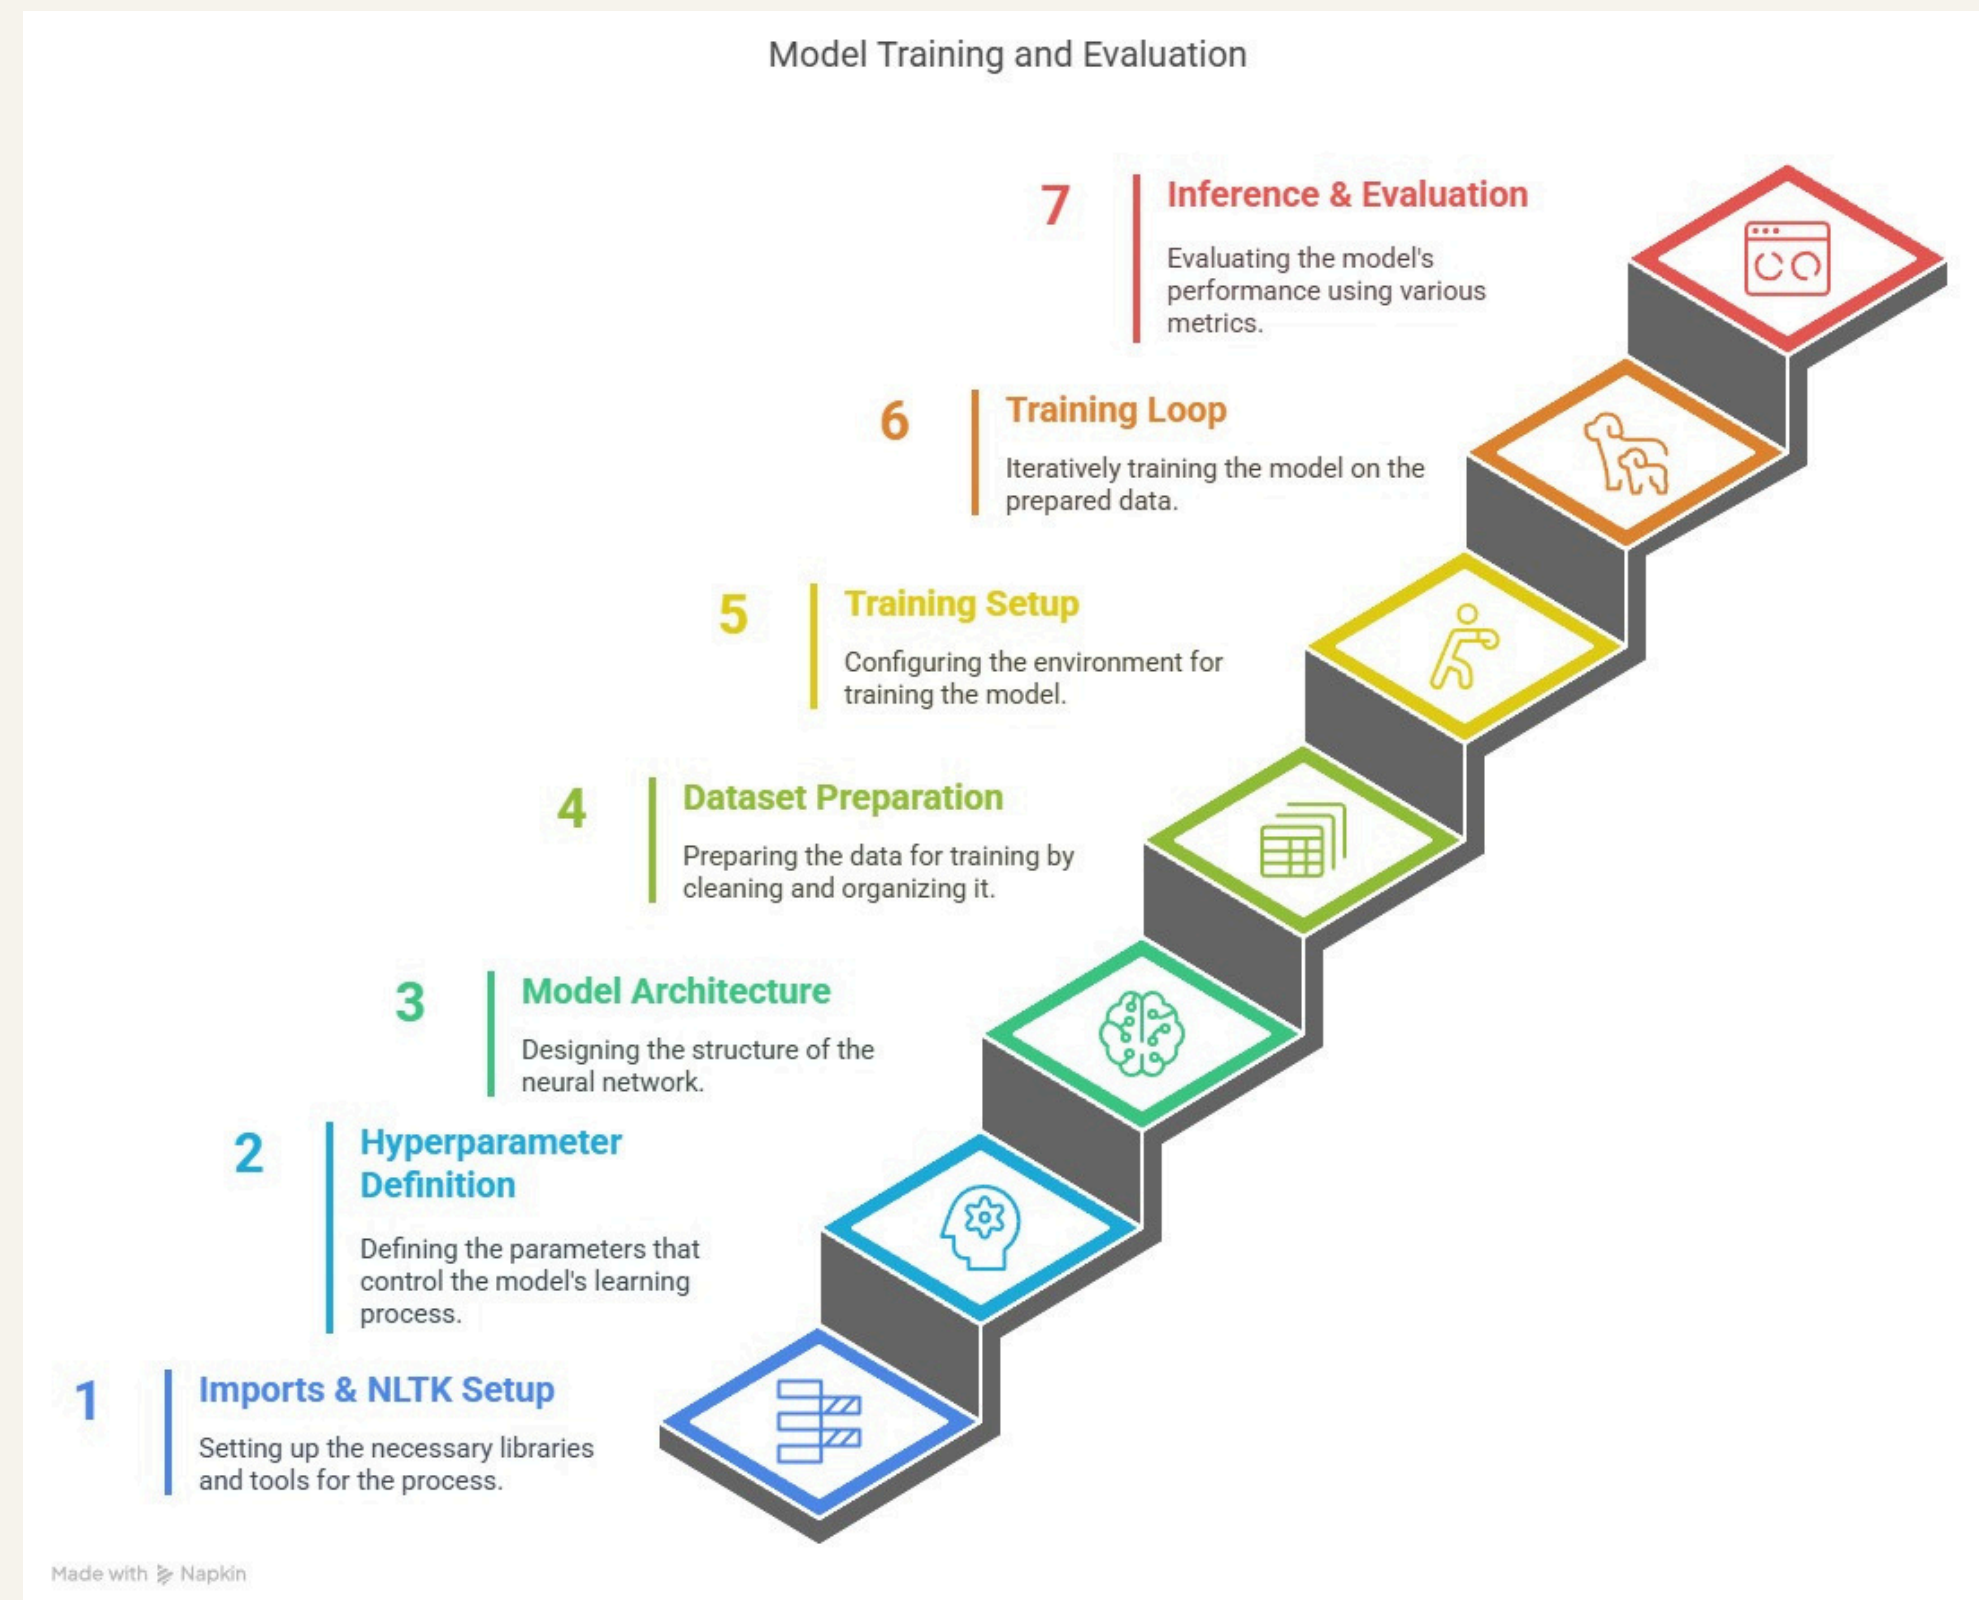 Model Training and Evaluation
7
Inference & Evaluation
Evaluating the model's
performance using various
metrics.
6
Training Loop
Iteratively training the model on the
prepared data.
5
Training Setup
Configuring the environment for
training the model.
4
Dataset Preparation
Preparing the data for training by
cleaning and organizing it.
3
Model Architecture
Designing the structure of the
neural network.
2
Hyperparameter
Definition
Defining the parameters that
control the model's learning
process.
1
Imports & NLTK Setup
Setting up the necessary libraries
and tools for the process.
Made with Napkin